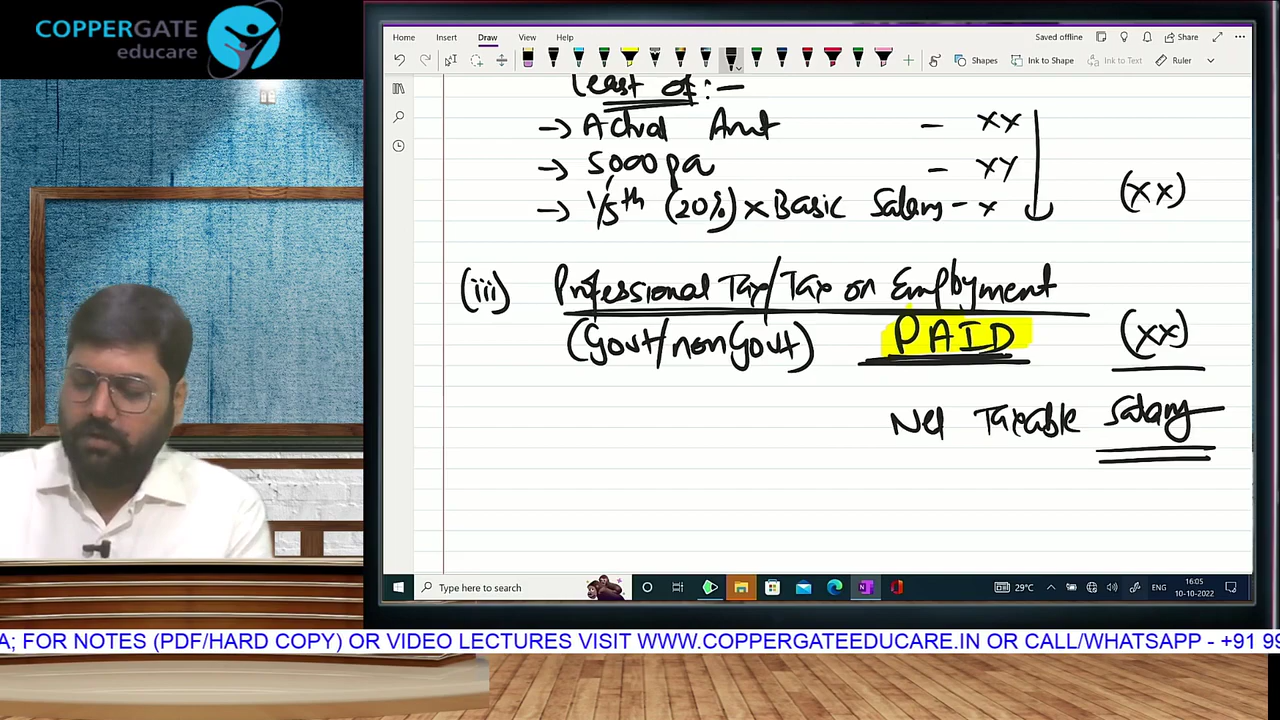 COPPERGATE
educare
Home Insert Draw View Help
Saved offline
Share
Shapes
Ink to Shape
Ink to Text
Ruler
Least of:-
→ Actual Amt - XX
→ 5000 pa - XX
→ 1/5th (20%) x Basic Salary - x
(xx)
(iii) Professional Tax/Tax on Employment
(Govt/non Govt) PAID (xx)
Net Taxable Salary
Type here to search
29°C
ENG
16:05
10-10-2022
A; FOR NOTES (PDF/HARD COPY) OR VIDEO LECTURES VISIT WWW.COPPERGATEEDUCARE.IN OR CALL/WHATSAPP - +91 99